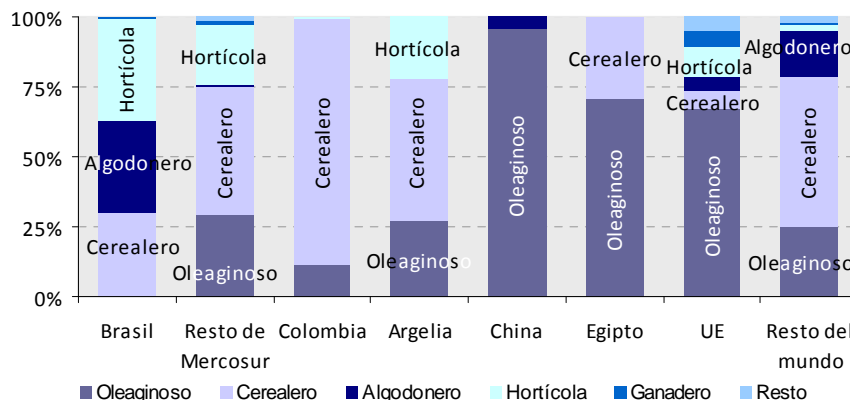 100%
75%
50%
25%
0%
Hortícola
Algodonero
Cerealero
Hortícola
Cerealero
Oleaginoso
Cerealero
Hortícola
Cerealero
Oleaginoso
Oleaginoso
Cerealero
Oleaginoso
Hortícola
Cerealero
Oleaginoso
Algodonero
Cerealero
Oleaginoso
Brasil
Resto de
Mercosur
Colombia
Argelia
China
Egipto
UE
Resto del
mundo
Oleaginoso Cerealero Algodonero Hortícola Ganadero Resto